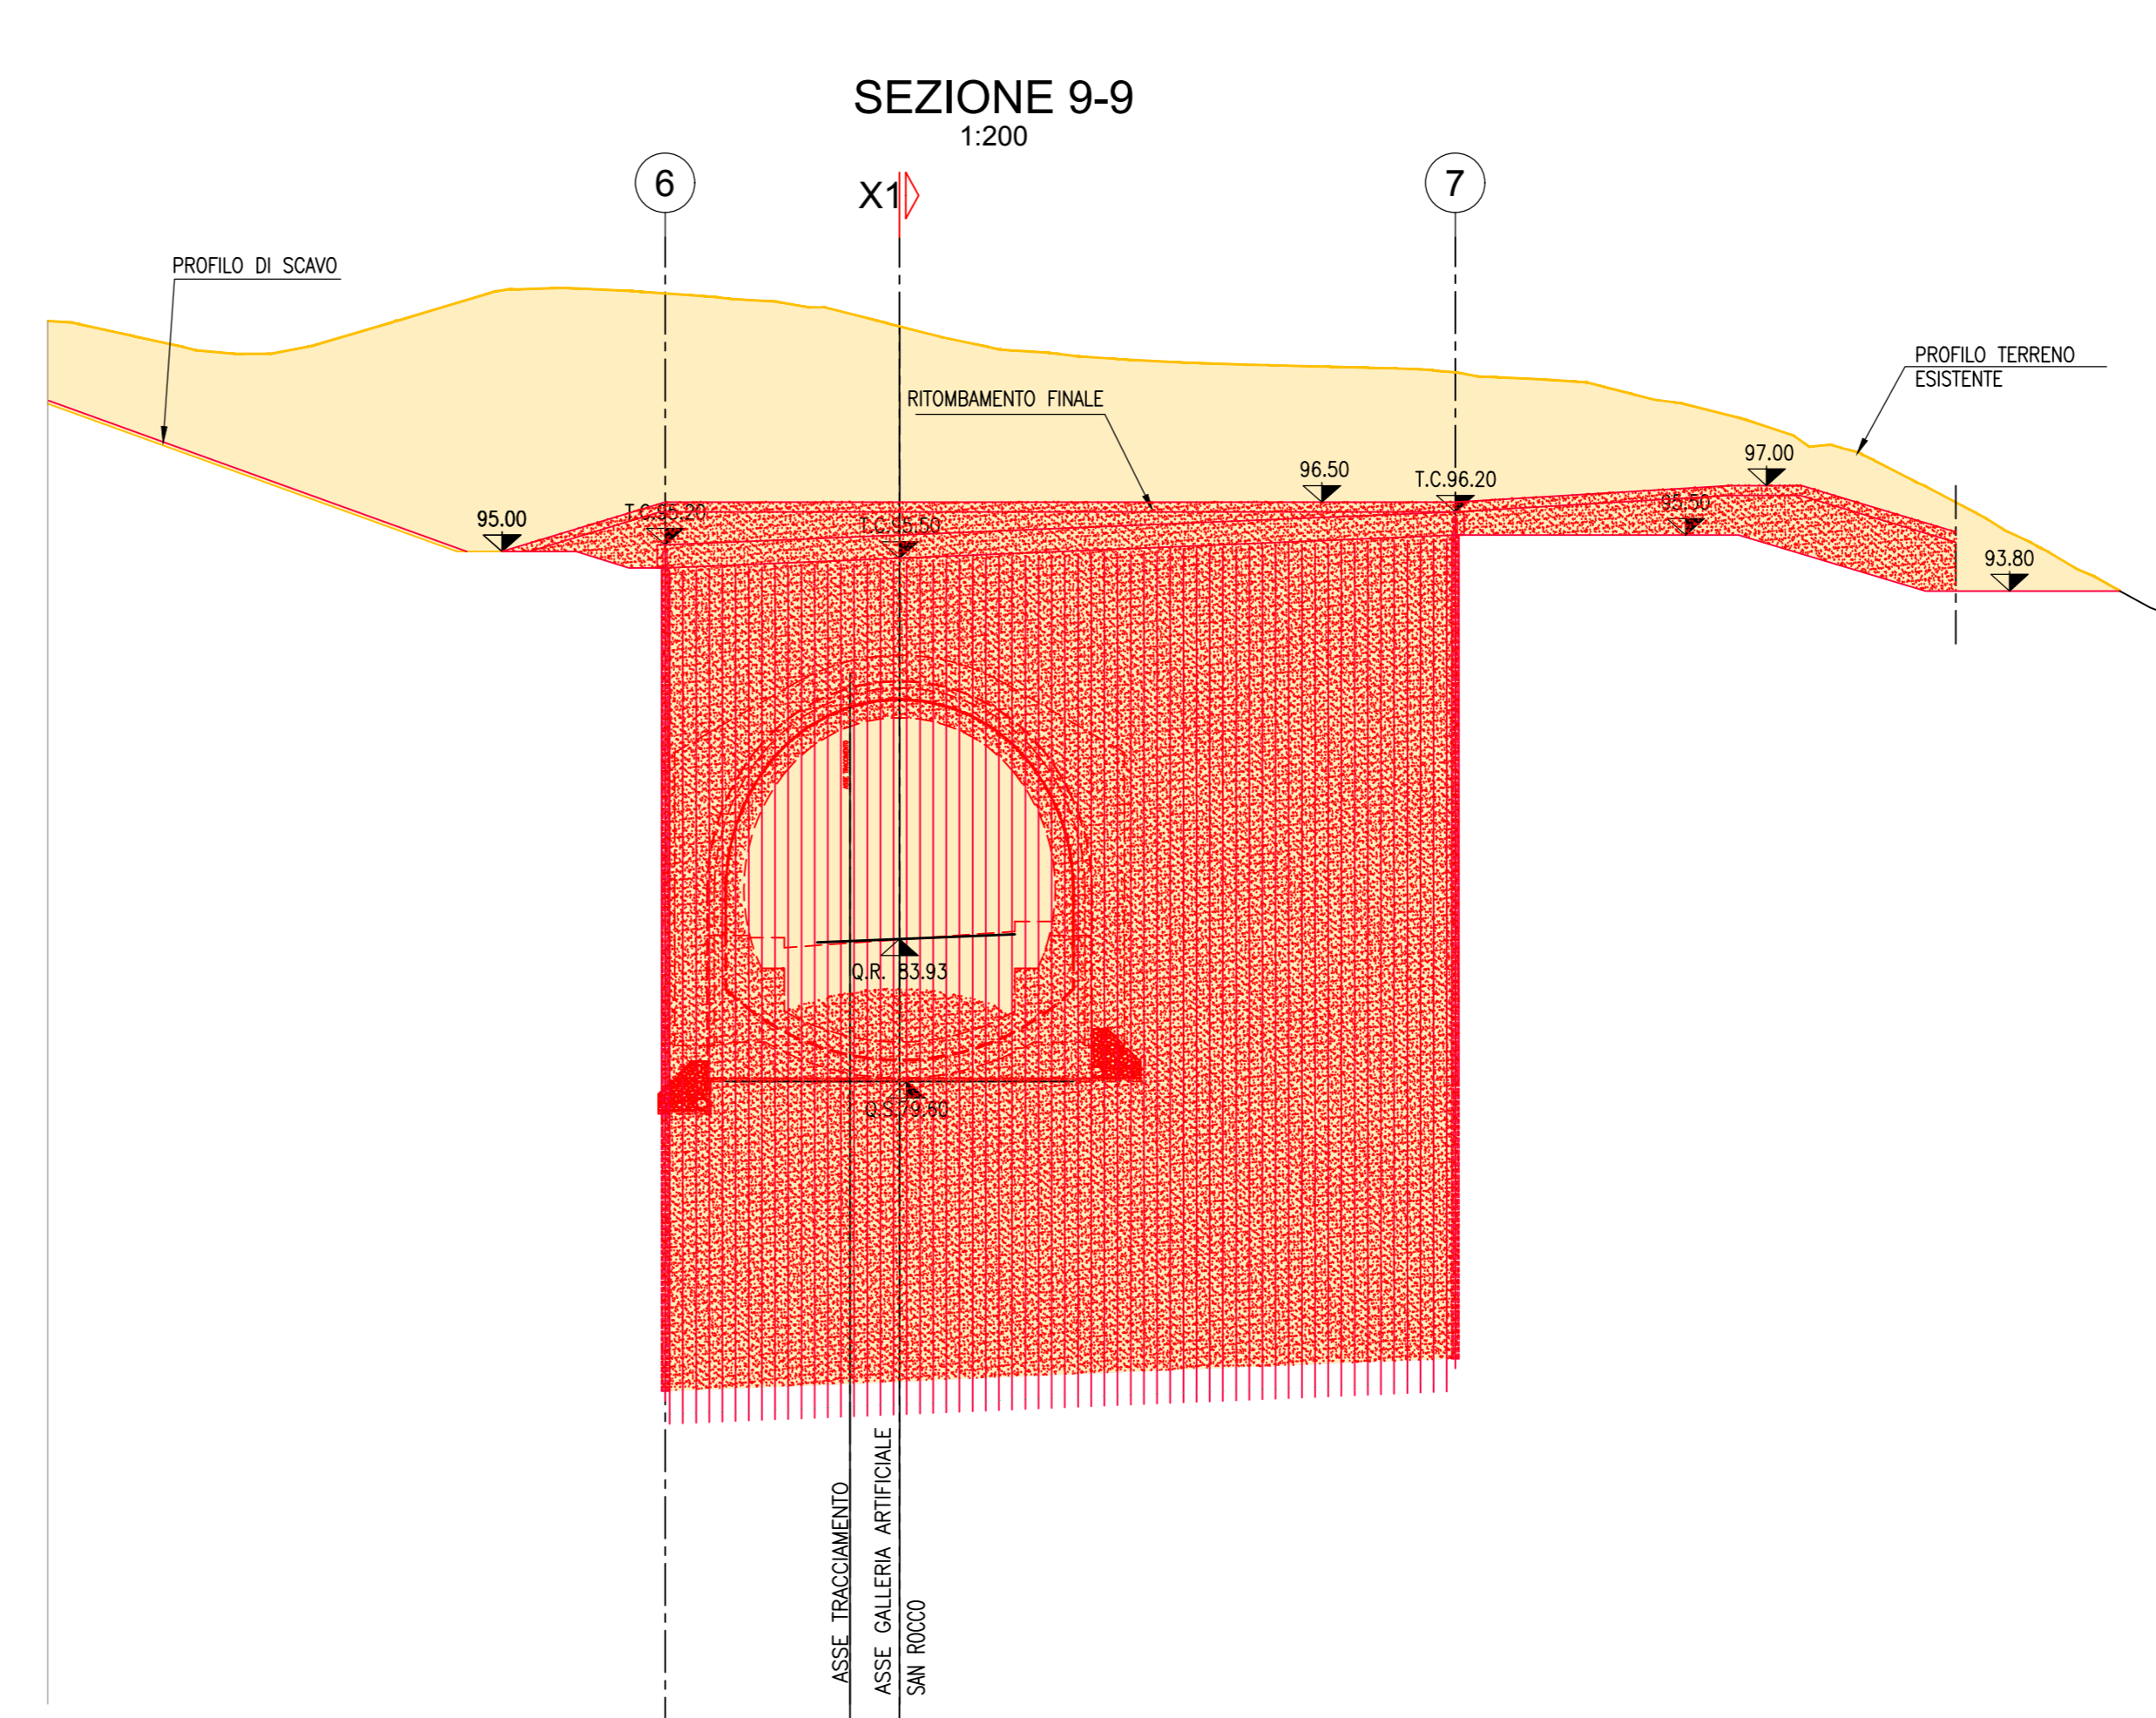 SEZIONE 9-9
1:200
6
X1
7
PROFILO DI SCAVO
PROFILO TERRENO
ESISTENTE
RITOMBAMENTO FINALE
97.00
96.50
T.C.96.20
95.50
95.00
T.C.95.20
T.C.95.50
93.80
ASSE TRACCIAMENTO
Q.R. 83.93
Q.S.79.60
ASSE TRACCIAMENTO
ASSE GALLERIA ARTIFICIALE
SAN ROCCO